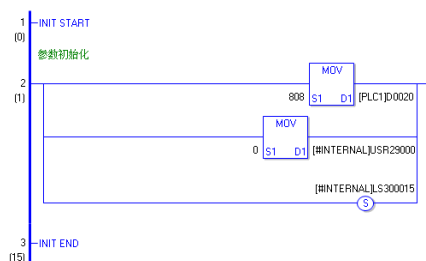 1 INIT START
(0)
参数初始化
MOV
2
(1) 808 S1 D1 [PLC1]D0020
MOV
0 S1 D1 [#INTERNAL]USR29000
[#INTERNAL]LS300015
S
3 INIT END
(15)